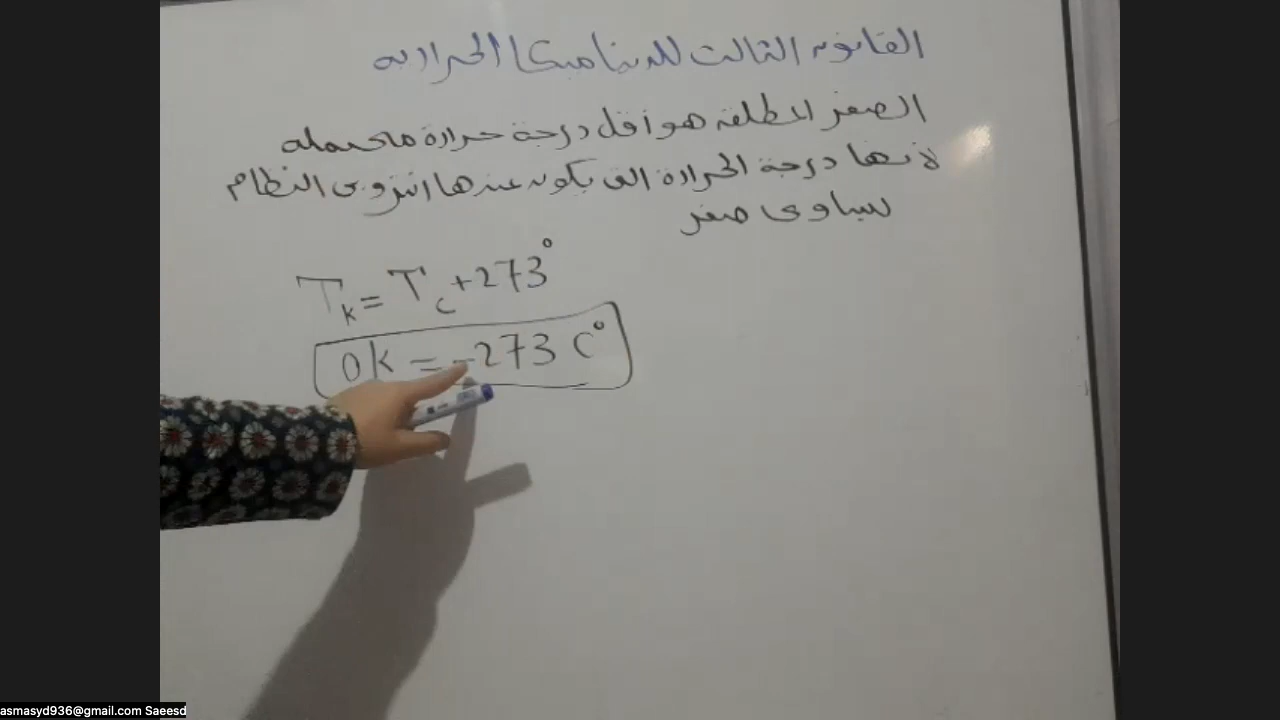 القانون الثالث للديناميكا الحراريه
الصفر المطلق هو أقل درجة حرارة محتمله
لأنها درجة الحرارة التى يكون عندها انتروبى النظام
يساوى صفر
T_k = T_c + 273°
0 k = -273 C°
asmasyd936@gmail.com Saeesd